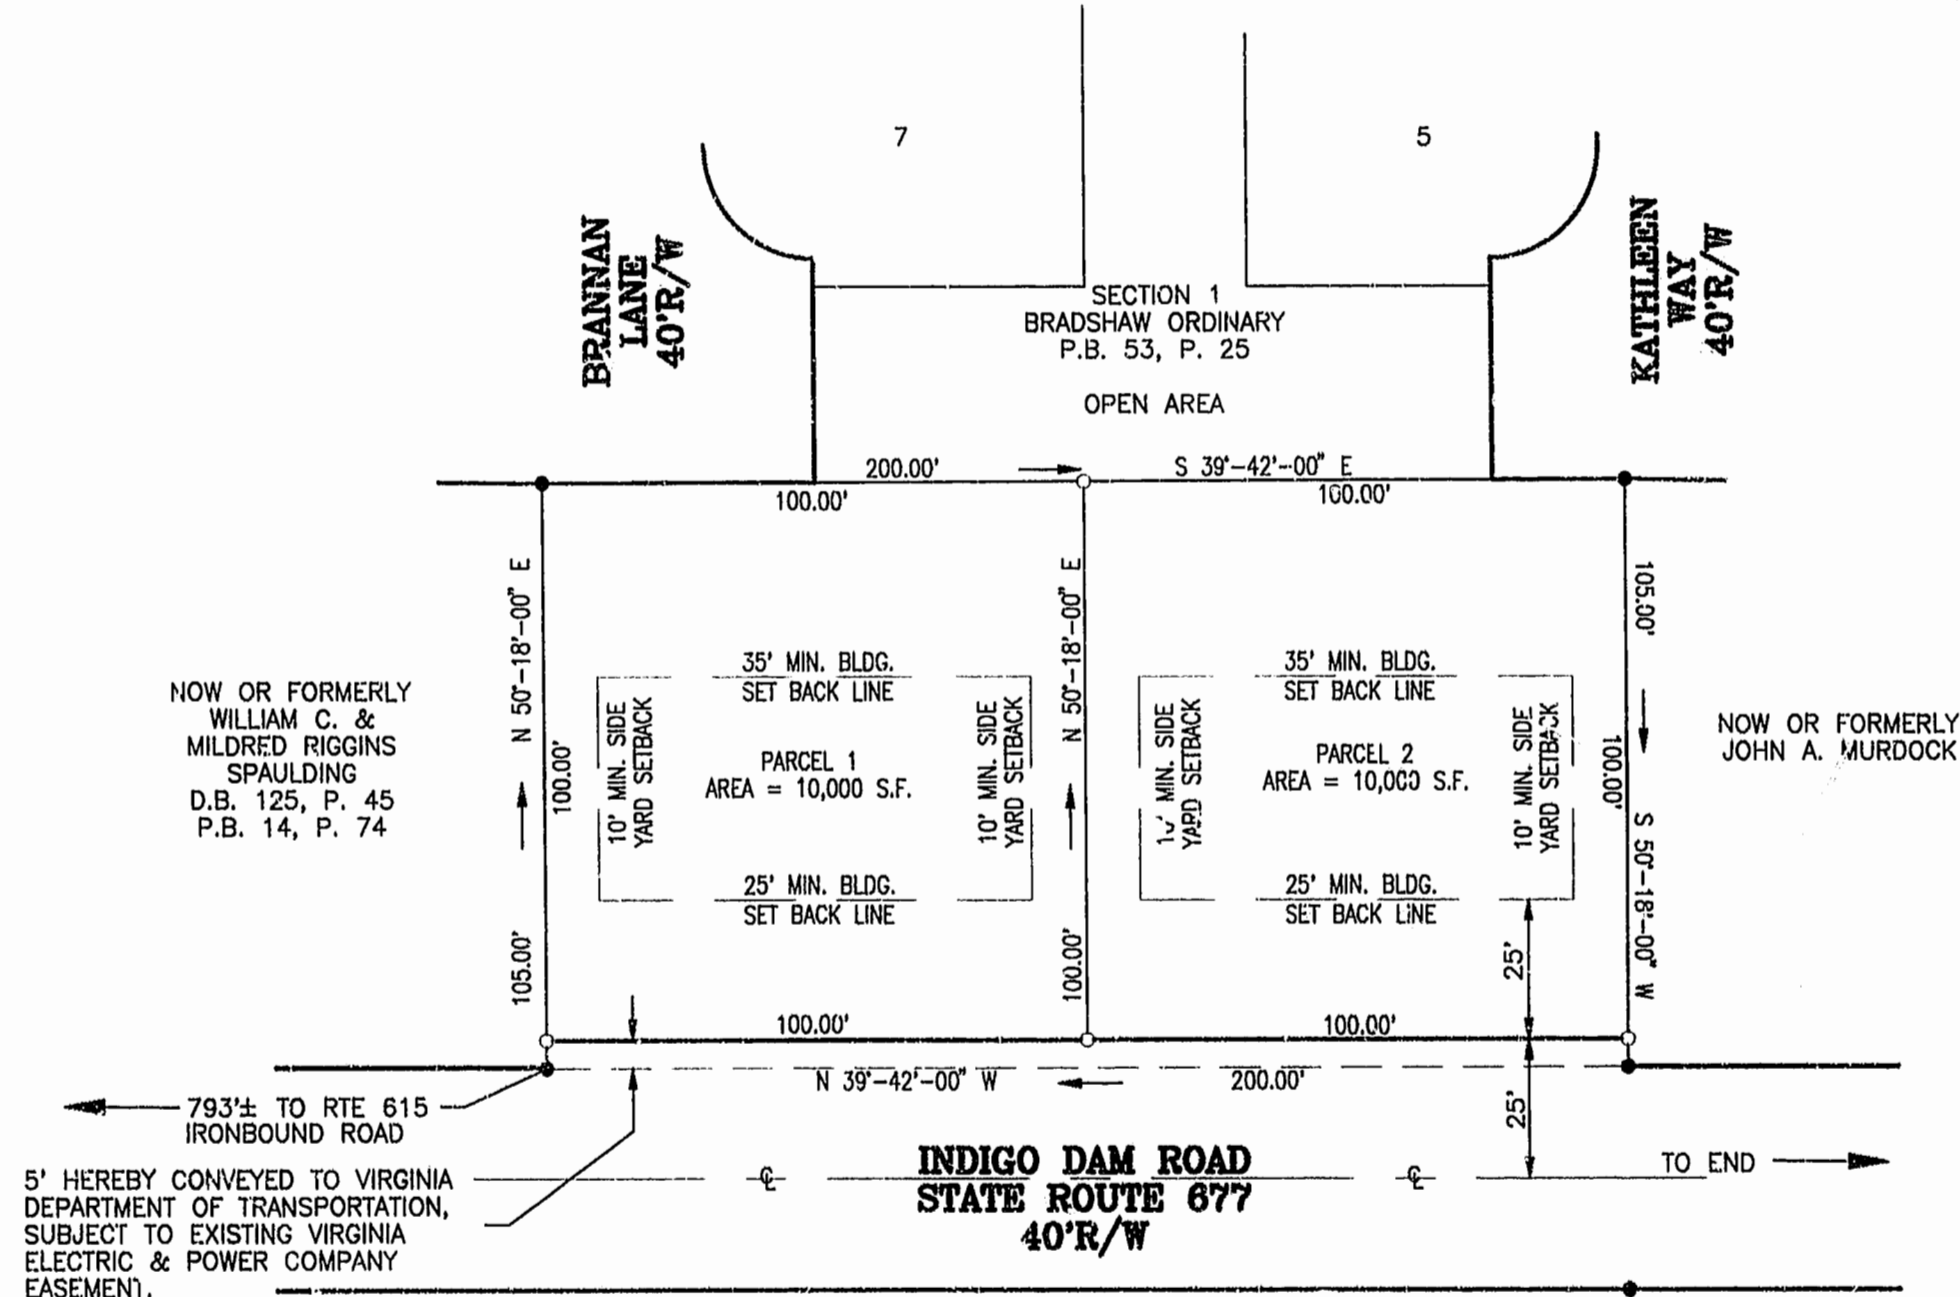 7
5
BRANNAN
LANE
40'R/W
KATHLEEN
WAY
40'R/W
SECTION 1
BRADSHAW ORDINARY
P.B. 53, P. 25
OPEN AREA
200.00'
S 39°-42'-00" E
100.00'
100.00'
N 50°-18'-00" E
100.00'
105.00'
N 50°-18'-00" E
100.00'
105.00'
100.00'
S 50°-18'-00" W
NOW OR FORMERLY
WILLIAM C. &
MILDRED RIGGINS
SPAULDING
D.B. 125, P. 45
P.B. 14, P. 74
35' MIN. BLDG.
SET BACK LINE
10' MIN. SIDE
YARD SETBACK
PARCEL 1
AREA = 10,000 S.F.
10' MIN. SIDE
YARD SETBACK
25' MIN. BLDG.
SET BACK LINE
35' MIN. BLDG.
SET BACK LINE
10' MIN. SIDE
YARD SETBACK
PARCEL 2
AREA = 10,000 S.F.
10' MIN. SIDE
YARD SETBACK
25' MIN. BLDG.
SET BACK LINE
NOW OR FORMERLY
JOHN A. MURDOCK
25'
100.00'
100.00'
N 39°-42'-00" W
200.00'
25'
793'± TO RTE 615
IRONBOUND ROAD
5' HEREBY CONVEYED TO VIRGINIA
DEPARTMENT OF TRANSPORTATION,
SUBJECT TO EXISTING VIRGINIA
ELECTRIC & POWER COMPANY
EASEMENT.
℄
INDIGO DAM ROAD
STATE ROUTE 677
40'R/W
℄
TO END